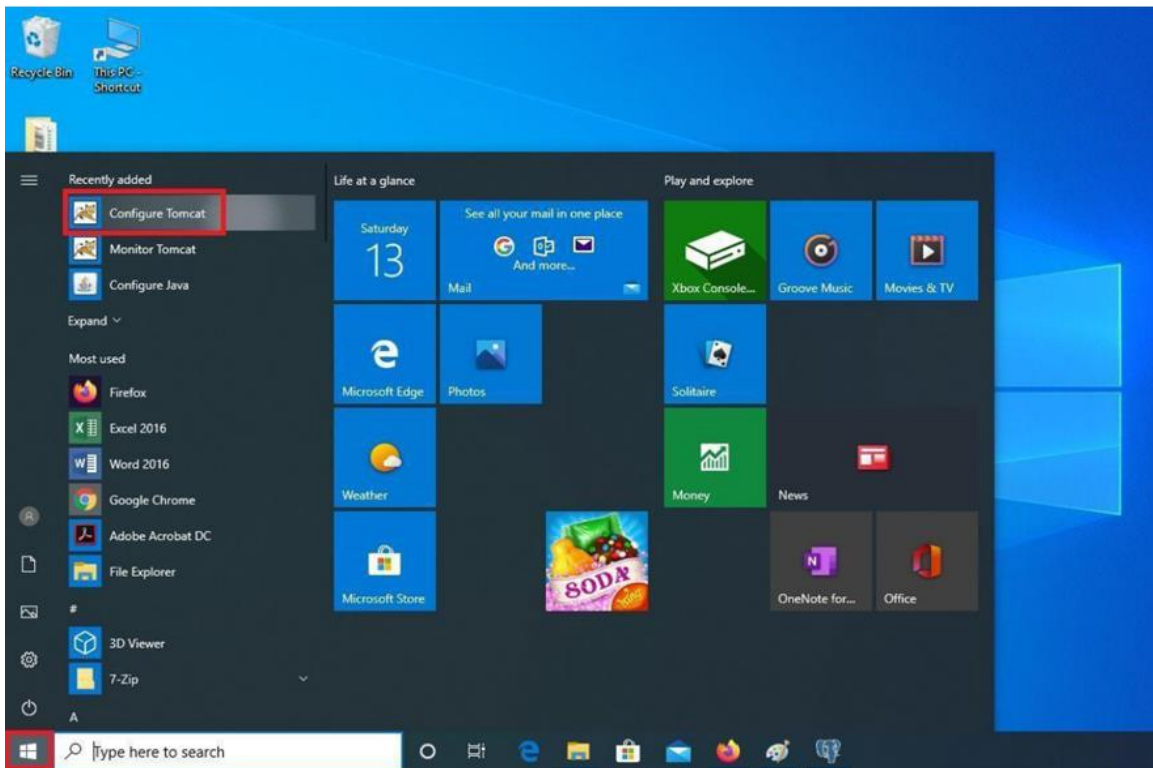 Recycle Bin
This PC -
Shortcut
Recently added
Configure Tomcat
Monitor Tomcat
Configure Java
Expand
Most used
Firefox
Excel 2016
Word 2016
Google Chrome
Adobe Acrobat DC
File Explorer
#
3D Viewer
7-Zip
A
Life at a glance
Saturday
13
See all your mail in one place
And more...
Mail
Microsoft Edge
Photos
Weather
Microsoft Store
SODA
King
Play and explore
Xbox Console...
Groove Music
Movies & TV
Solitaire
Money
News
OneNote for...
Office
Type here to search